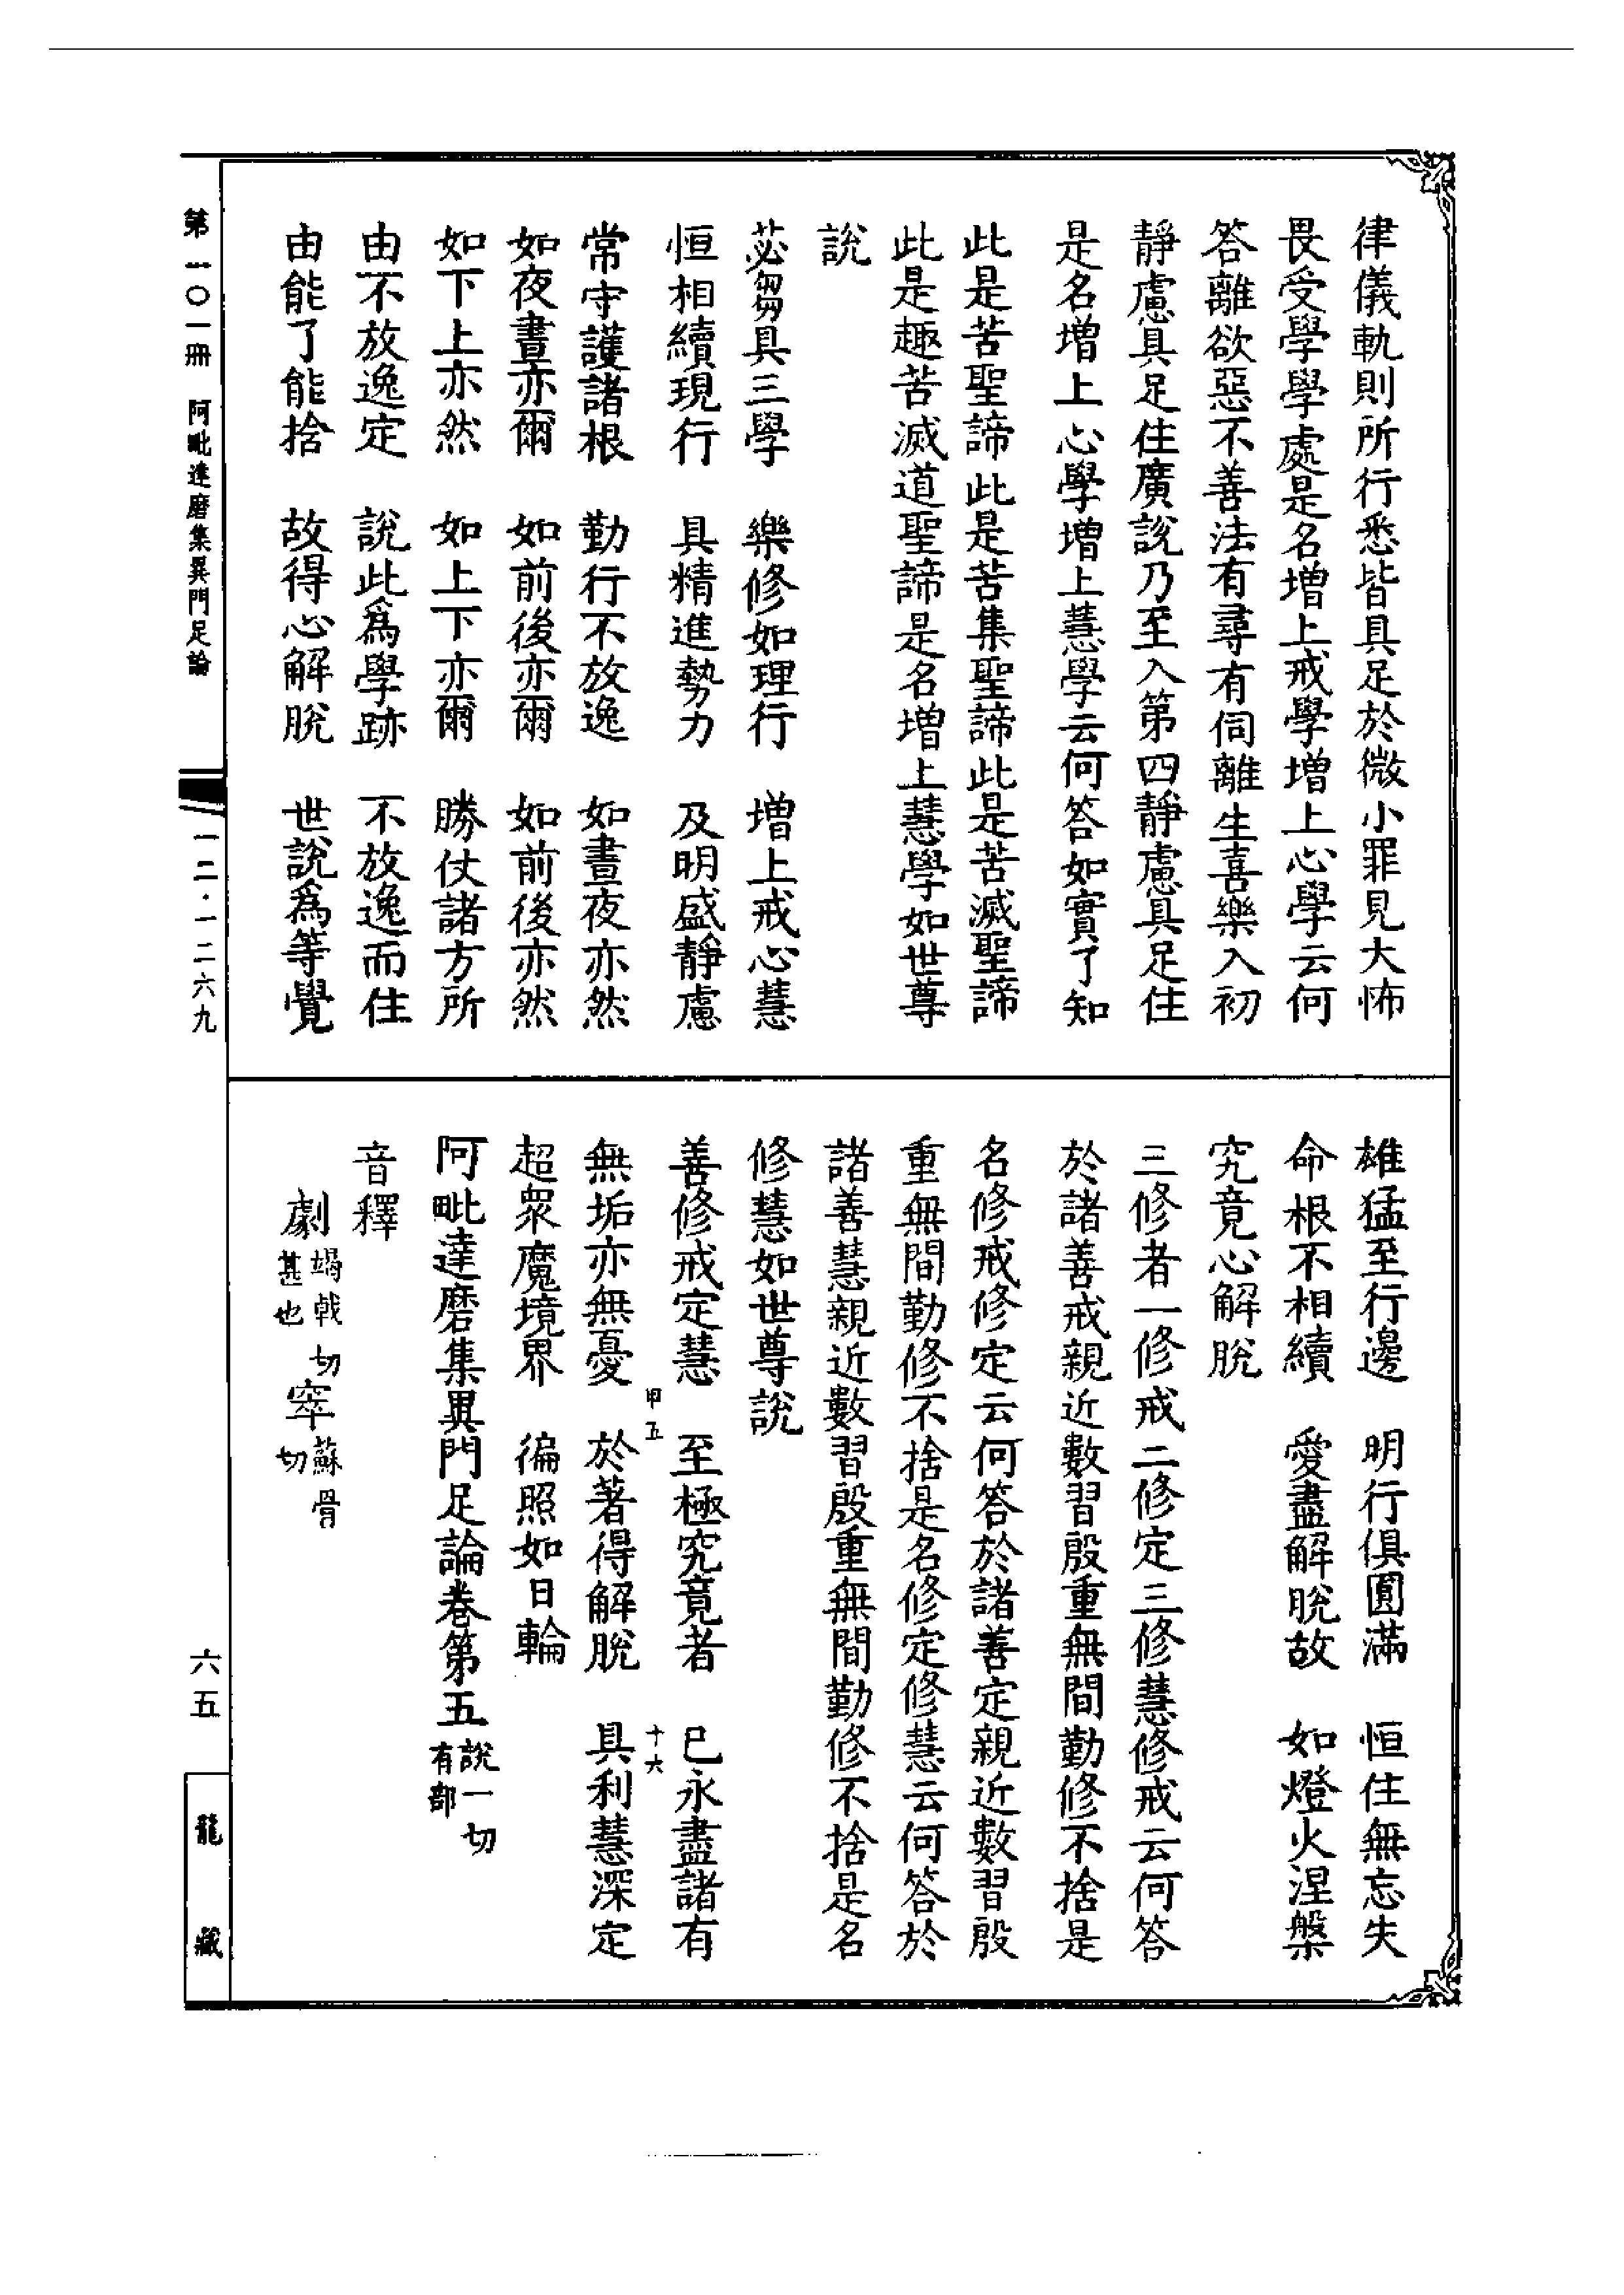 律儀軌則所行悉皆具足於微小罪見大怖
畏受學學處是名增上戒學增上心學云何
答離欲惡不善法有尋有伺離生喜樂入初
靜慮具足住廣說乃至入第四靜慮具足住
是名增上心學增上慧學云何答如實了知
此是苦聖諦此是苦集聖諦此是苦滅聖諦
此是趣苦滅道聖諦是名增上慧學如世尊
說
苾芻具三學　樂修如理行　增上戒心慧
恒相續現行　具精進勢力　及明盛靜慮
常守護諸根　勤行不放逸　如晝夜亦然
如夜晝亦爾　如前後亦爾　如前後亦然
如下上亦然　如上下亦爾　勝仗諸方所
由不放逸定　說此爲學跡　不放逸而住
由能了能捨　故得心解脫　世說爲等覺
雄猛至行邊　明行俱圓滿　恒住無忘失
命根不相續　愛盡解脫故　如燈火涅槃
究竟心解脫
三修者一修戒二修定三修慧修戒云何答
於諸善戒親近數習殷重無間勤修不捨是
名修戒修定云何答於諸善定親近數習殷
重無間勤修不捨是名修定修慧云何答於
諸善慧親近數習殷重無間勤修不捨是名
修慧如世尊說
善修戒定慧　至極究竟者　已永盡諸有
甲五　十六
無垢亦無憂　於著得解脫　具利慧深定
超眾魔境界　徧照如日輪
阿毗達磨集異門足論卷第五說一切有部
音釋
劇竭戟切甚也窣蘇骨切
第一〇一冊　阿毗達磨集異門足論
一二·一二六九
六五
龍藏